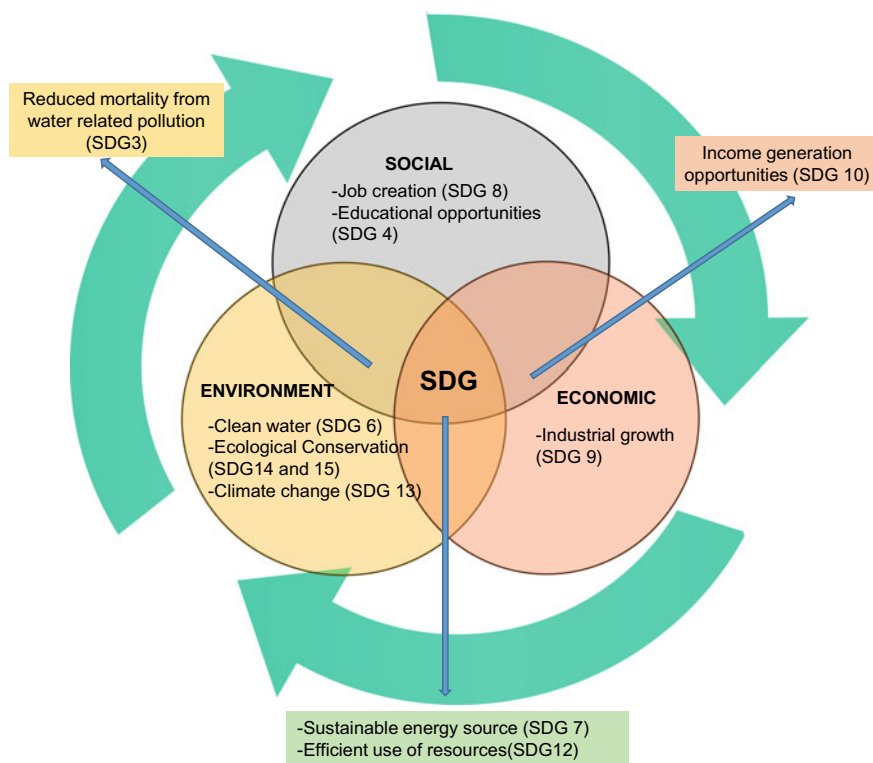 Reduced mortality from
water related pollution
(SDG3)
SOCIAL
-Job creation (SDG 8)
-Educational opportunities
(SDG 4)
Income generation
opportunities (SDG 10)
SDG
ENVIRONMENT
-Clean water (SDG 6)
-Ecological Conservation
(SDG14 and 15)
-Climate change (SDG 13)
ECONOMIC
-Industrial growth
(SDG 9)
-Sustainable energy source (SDG 7)
-Efficient use of resources(SDG12)